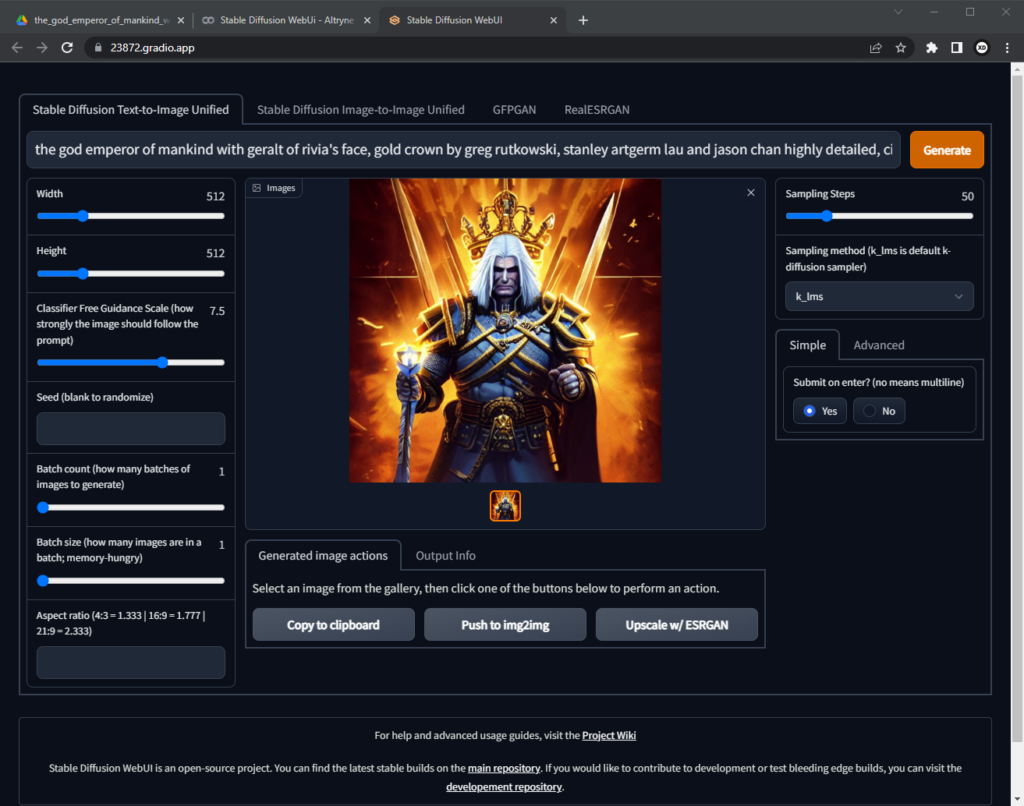 the_god_emperor_of_mankind_w
Stable Diffusion WebUi - Altryne
Stable Diffusion WebUI
23872.gradio.app
XD
Stable Diffusion Text-to-Image Unified
Stable Diffusion Image-to-Image Unified
GFPGAN
RealESRGAN
the god emperor of mankind with geralt of rivia's face, gold crown by greg rutkowski, stanley artgerm lau and jason chan highly detailed, ci
Generate
Width
512
Height
512
Classifier Free Guidance Scale (how
strongly the image should follow the
prompt)
7.5
Seed (blank to randomize)
Batch count (how many batches of
images to generate)
1
Batch size (how many images are in a
batch; memory-hungry)
1
Aspect ratio (4:3 = 1.333 | 16:9 = 1.777 |
21:9 = 2.333)
Images
Generated image actions
Output Info
Select an image from the gallery, then click one of the buttons below to perform an action.
Copy to clipboard
Push to img2img
Upscale w/ ESRGAN
Sampling Steps
50
Sampling method (k_lms is default k-
diffusion sampler)
k_lms
Simple
Advanced
Submit on enter? (no means multiline)
Yes
No
For help and advanced usage guides, visit the Project Wiki
Stable Diffusion WebUI is an open-source project. You can find the latest stable builds on the main repository. If you would like to contribute to development or test bleeding edge builds, you can visit the
developement repository.